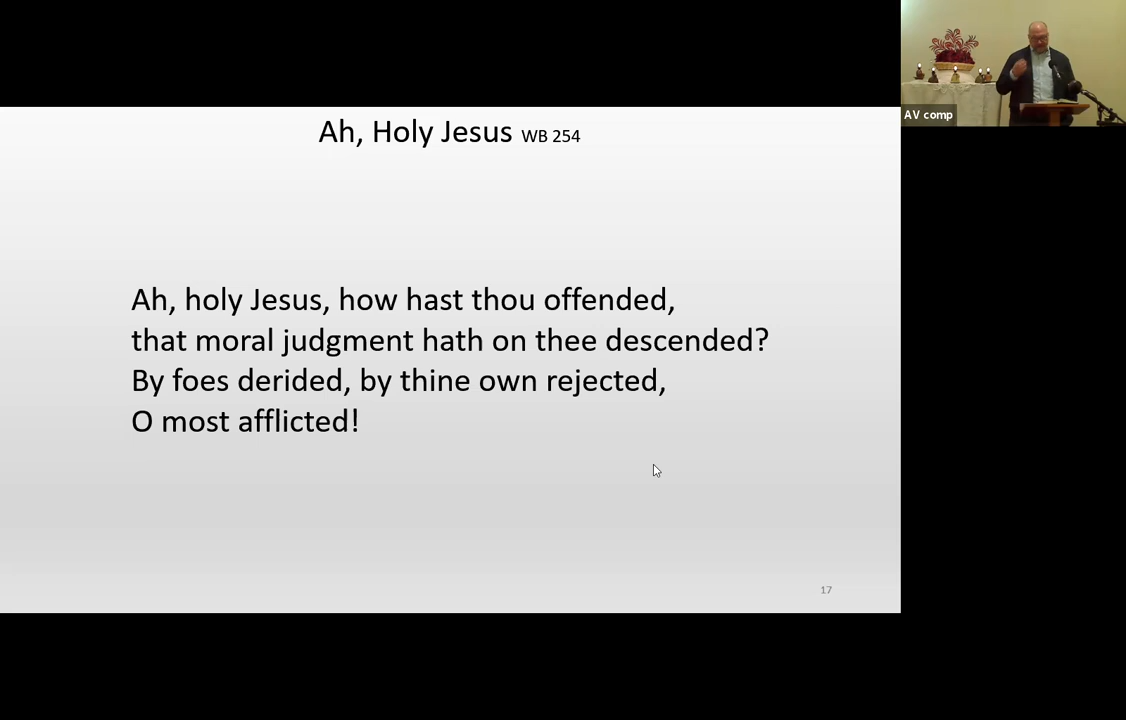 Ah, Holy Jesus WB 254
Ah, holy Jesus, how hast thou offended,
that moral judgment hath on thee descended?
By foes derided, by thine own rejected,
O most afflicted!
17
AV comp